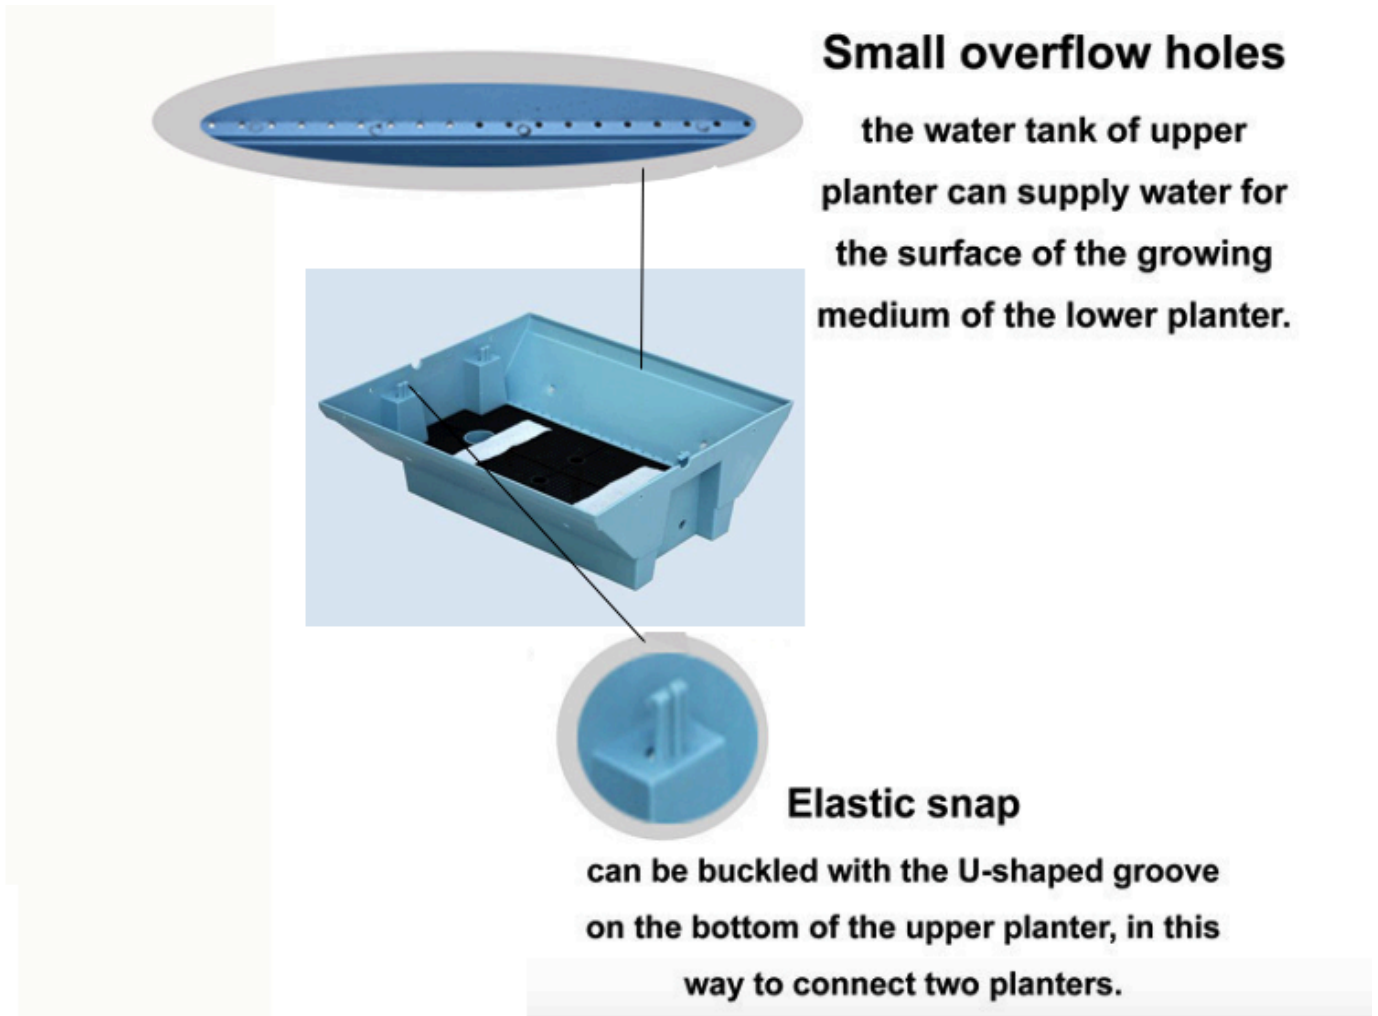 Small overflow holes
the water tank of upper
planter can supply water for
the surface of the growing
medium of the lower planter.
Elastic snap
can be buckled with the U-shaped groove
on the bottom of the upper planter, in this
way to connect two planters.